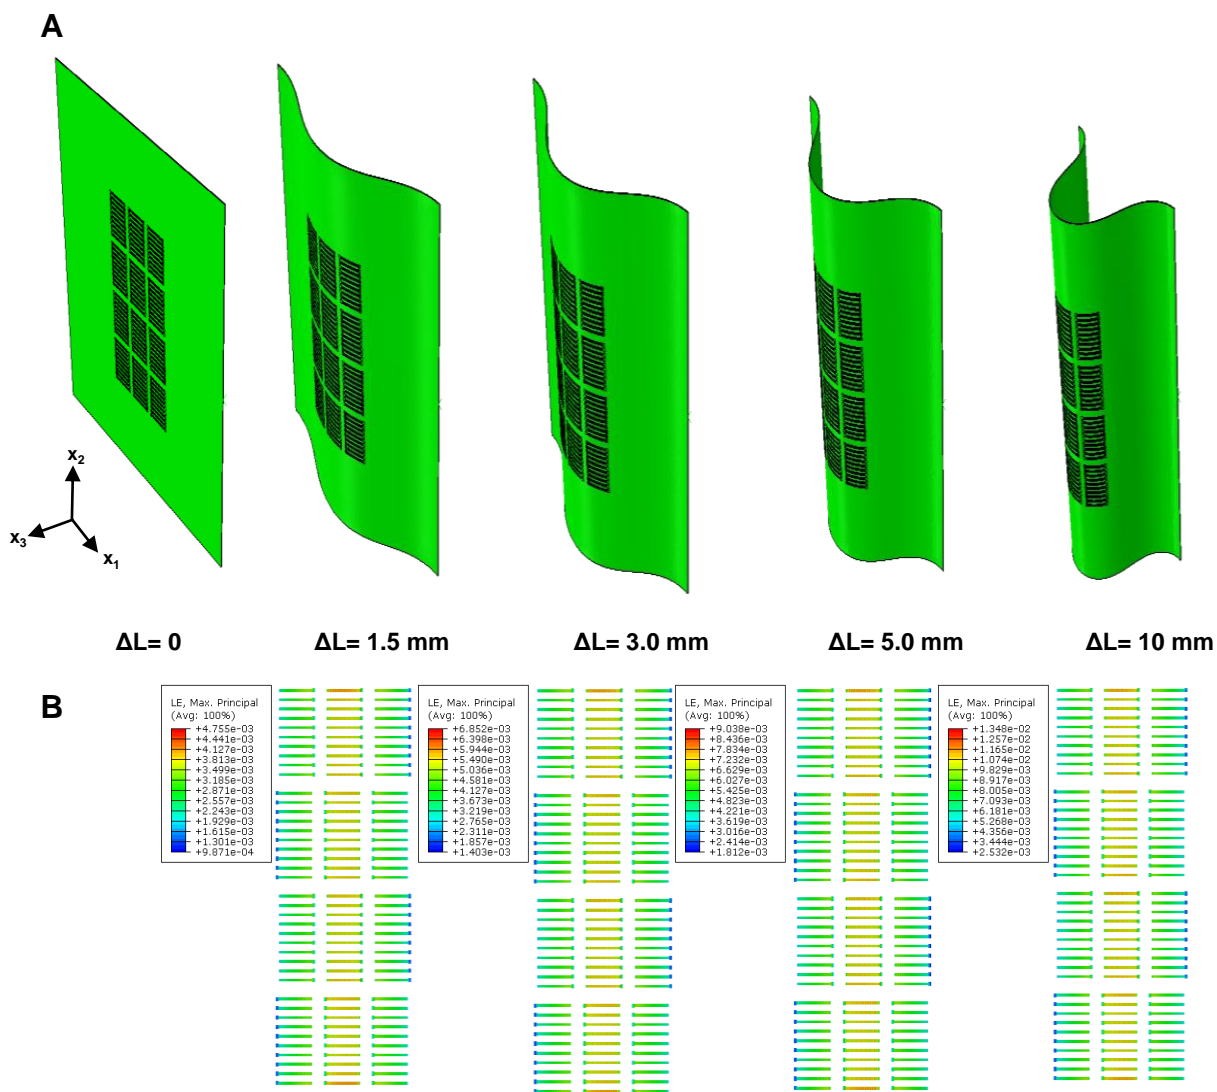 A
x2
x3
x1
ΔL= 0
ΔL= 1.5 mm
ΔL= 3.0 mm
ΔL= 5.0 mm
ΔL= 10 mm
B
LE, Max. Principal
(Avg: 100%)
+4.755e-03
+4.441e-03
+4.127e-03
+3.813e-03
+3.499e-03
+3.185e-03
+2.871e-03
+2.557e-03
+2.243e-03
+1.929e-03
+1.615e-03
+1.301e-03
+9.871e-04
LE, Max. Principal
(Avg: 100%)
+6.852e-03
+6.398e-03
+5.944e-03
+5.490e-03
+5.036e-03
+4.581e-03
+4.127e-03
+3.673e-03
+3.219e-03
+2.765e-03
+2.311e-03
+1.857e-03
+1.403e-03
LE, Max. Principal
(Avg: 100%)
+9.038e-03
+8.436e-03
+7.834e-03
+7.232e-03
+6.629e-03
+6.027e-03
+5.425e-03
+4.823e-03
+4.221e-03
+3.619e-03
+3.016e-03
+2.414e-03
+1.812e-03
LE, Max. Principal
(Avg: 100%)
+1.348e-02
+1.257e-02
+1.165e-02
+1.074e-02
+9.829e-03
+8.917e-03
+8.005e-03
+7.093e-03
+6.181e-03
+5.268e-03
+4.356e-03
+3.444e-03
+2.532e-03